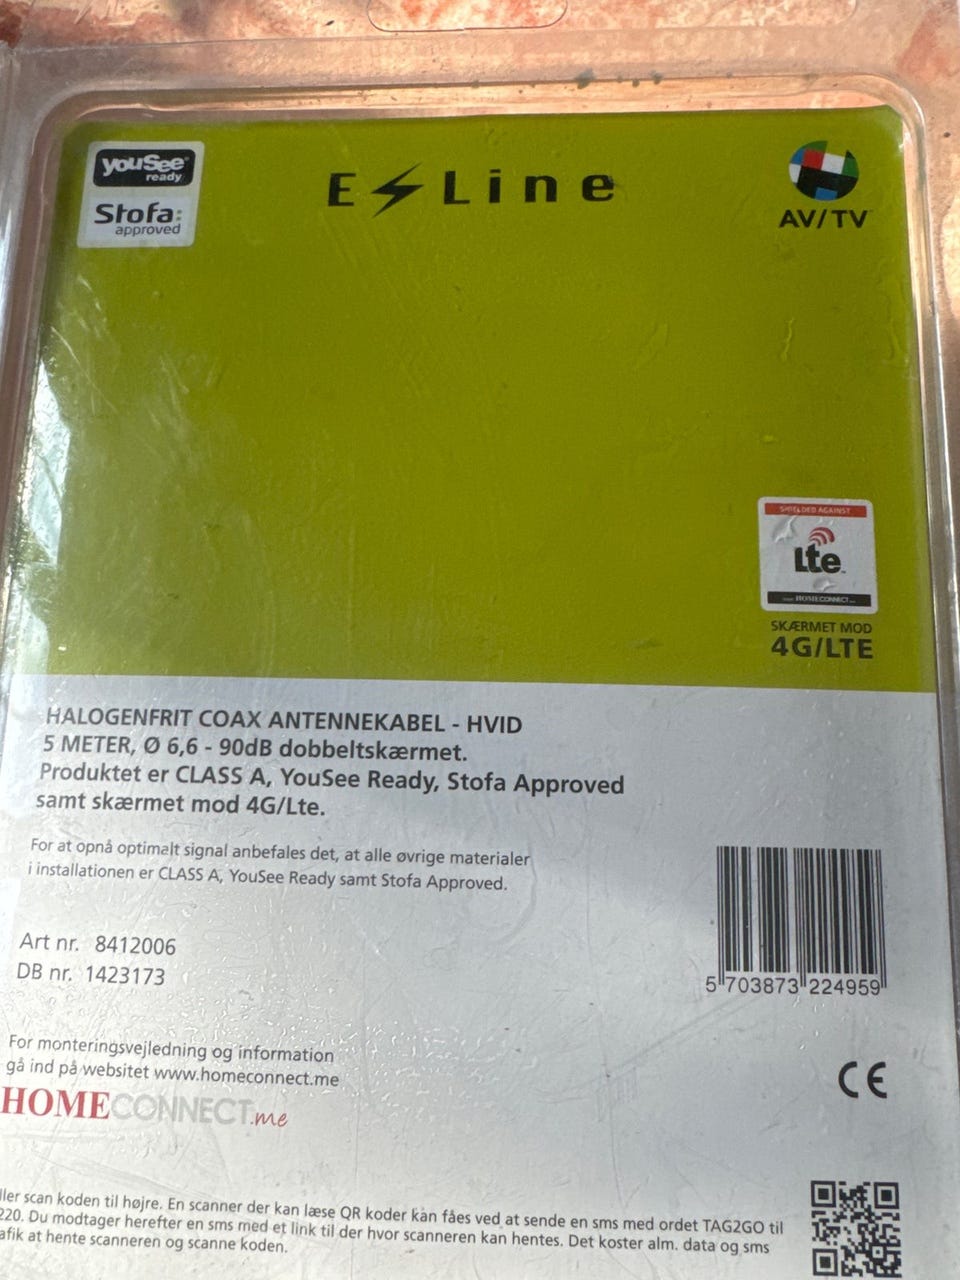 youSee
ready
Stofa:
approved
E Line
AV/TV
SHIELDED AGAINST
Lte
HOMECONNECT
SKÆRMET MOD
4G/LTE
HALOGENFRIT COAX ANTENNEKABEL - HVID
5 METER, Ø 6,6 - 90dB dobbeltskærmet.
Produktet er CLASS A, YouSee Ready, Stofa Approved
samt skærmet mod 4G/Lte.
For at opnå optimalt signal anbefales det, at alle øvrige materialer
i installationen er CLASS A, YouSee Ready samt Stofa Approved.
Art nr. 8412006
DB nr. 1423173
5 703873 224959
For monteringsvejledning og information
gå ind på websitet www.homeconnect.me
CE
HOMECONNECT.me
ller scan koden til højre. En scanner der kan læse QR koder kan fåes ved at sende en sms med ordet TAG2GO til
220. Du modtager herefter en sms med et link til der hvor scanneren kan hentes. Det koster alm. data og sms
afik at hente scanneren og scanne koden.